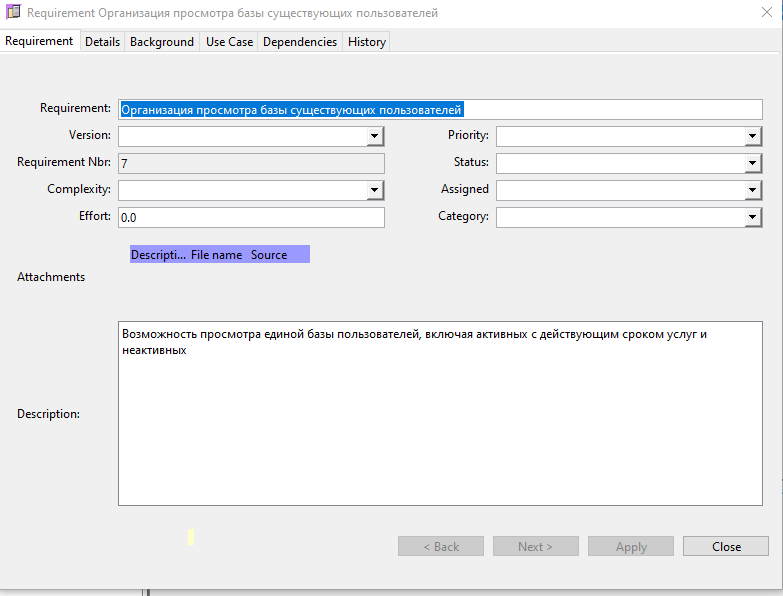 Requirement Организация просмотра базы существующих пользователей
Requirement Details Background Use Case Dependencies History
Requirement: Организация просмотра базы существующих пользователей
Version: Priority:
Requirement Nbr: 7 Status:
Complexity: Assigned
Effort: 0.0 Category:
Descripti... File name Source
Attachments
Возможность просмотра единой базы пользователей, включая активных с действующим сроком услуг и
неактивных
Description:
< Back Next > Apply Close